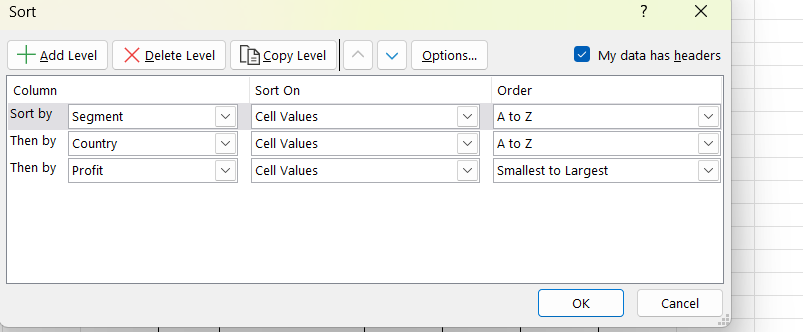 Sort ?
Add Level Delete Level Copy Level Options... My data has headers
Column Sort On Order
Sort by Segment Cell Values A to Z
Then by Country Cell Values A to Z
Then by Profit Cell Values Smallest to Largest
OK Cancel